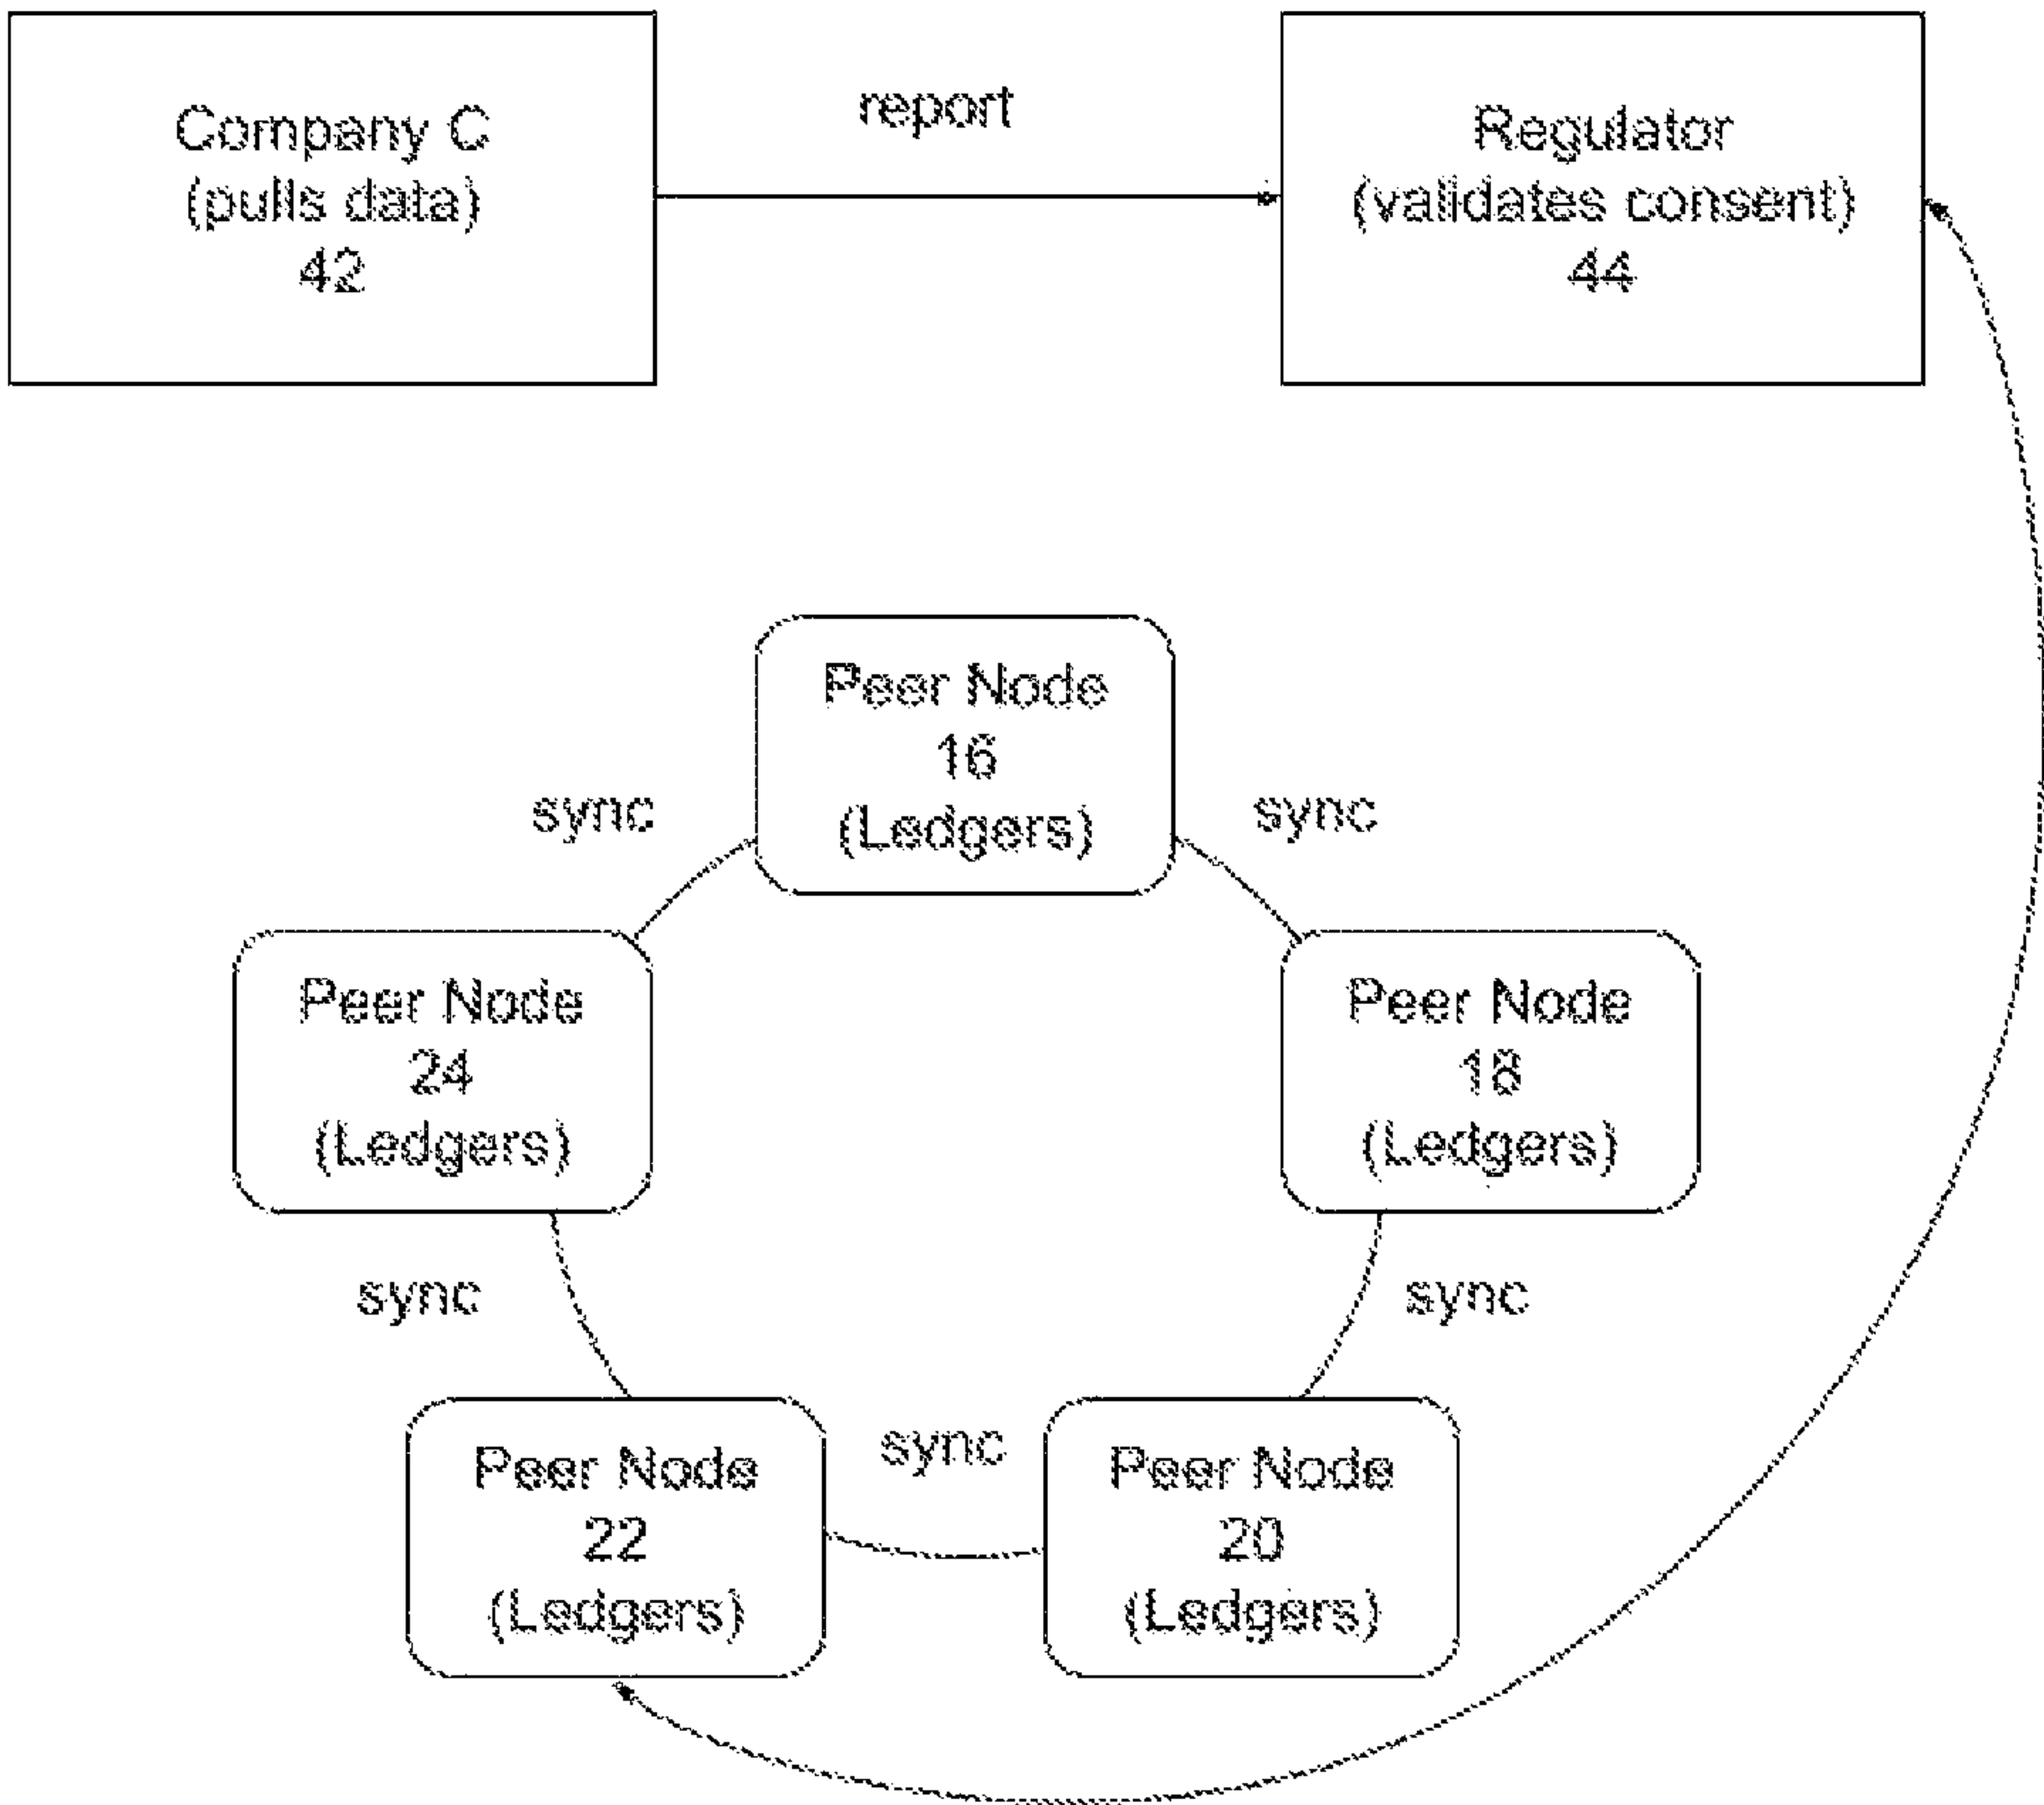 Company C
(pulls data)
42
report
Regulator
(validates consent)
44
Peer Node
16
(Ledgers)
sync
sync
Peer Node
24
(Ledgers)
Peer Node
18
(Ledgers)
sync
sync
Peer Node
22
(Ledgers)
sync
Peer Node
20
(Ledgers)